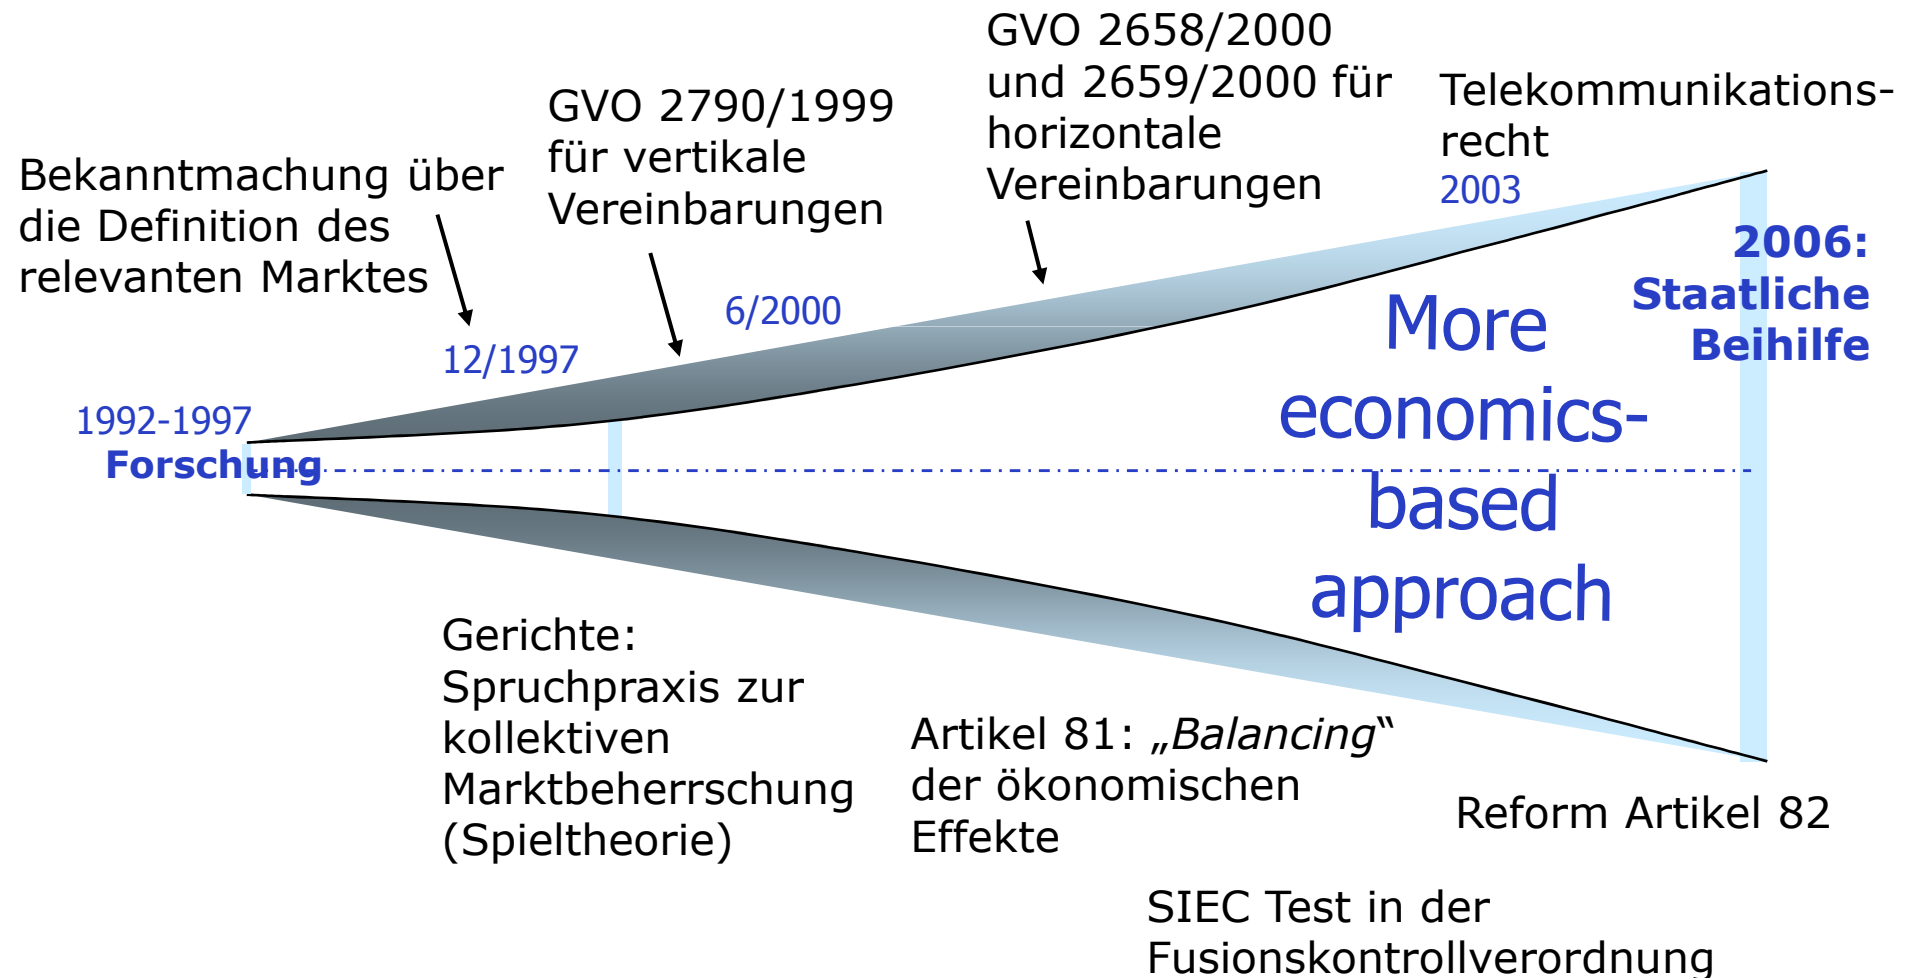 Bekanntmachung über
die Definition des
relevanten Marktes
GVO 2790/1999
für vertikale
Vereinbarungen
GVO 2658/2000
und 2659/2000 für
horizontale
Vereinbarungen
Telekommunikations-
recht
2003
2006:
Staatliche
Beihilfe
6/2000
12/1997
1992-1997
Forschung
More
economics-
based
approach
Gerichte:
Spruchpraxis zur
kollektiven
Marktbeherrschung
(Spieltheorie)
Artikel 81: „Balancing“
der ökonomischen
Effekte
Reform Artikel 82
SIEC Test in der
Fusionskontrollverordnung